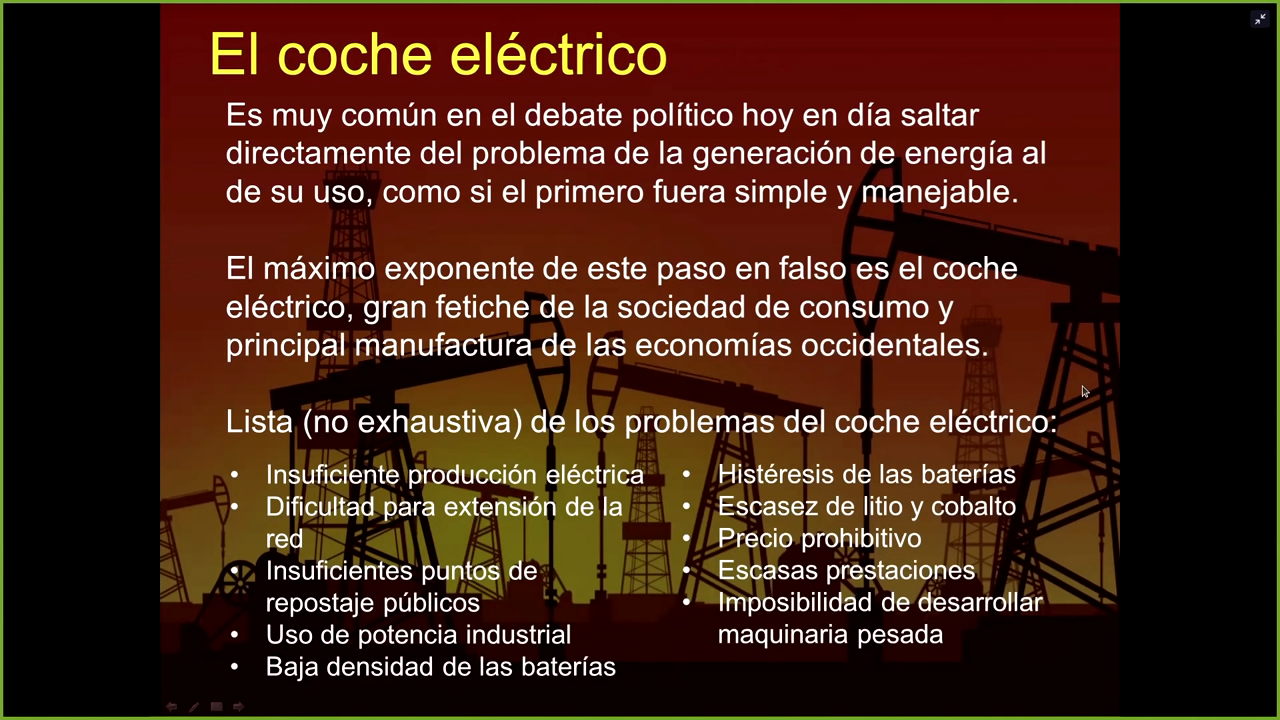 El coche eléctrico
Es muy común en el debate político hoy en día saltar
directamente del problema de la generación de energía al
de su uso, como si el primero fuera simple y manejable.
El máximo exponente de este paso en falso es el coche
eléctrico, gran fetiche de la sociedad de consumo y
principal manufactura de las economías occidentales.
Lista (no exhaustiva) de los problemas del coche eléctrico:
• Insuficiente producción eléctrica
• Dificultad para extensión de la
red
• Insuficientes puntos de
repostaje públicos
• Uso de potencia industrial
• Baja densidad de las baterías
• Histéresis de las baterías
• Escasez de litio y cobalto
• Precio prohibitivo
• Escasas prestaciones
• Imposibilidad de desarrollar
maquinaria pesada